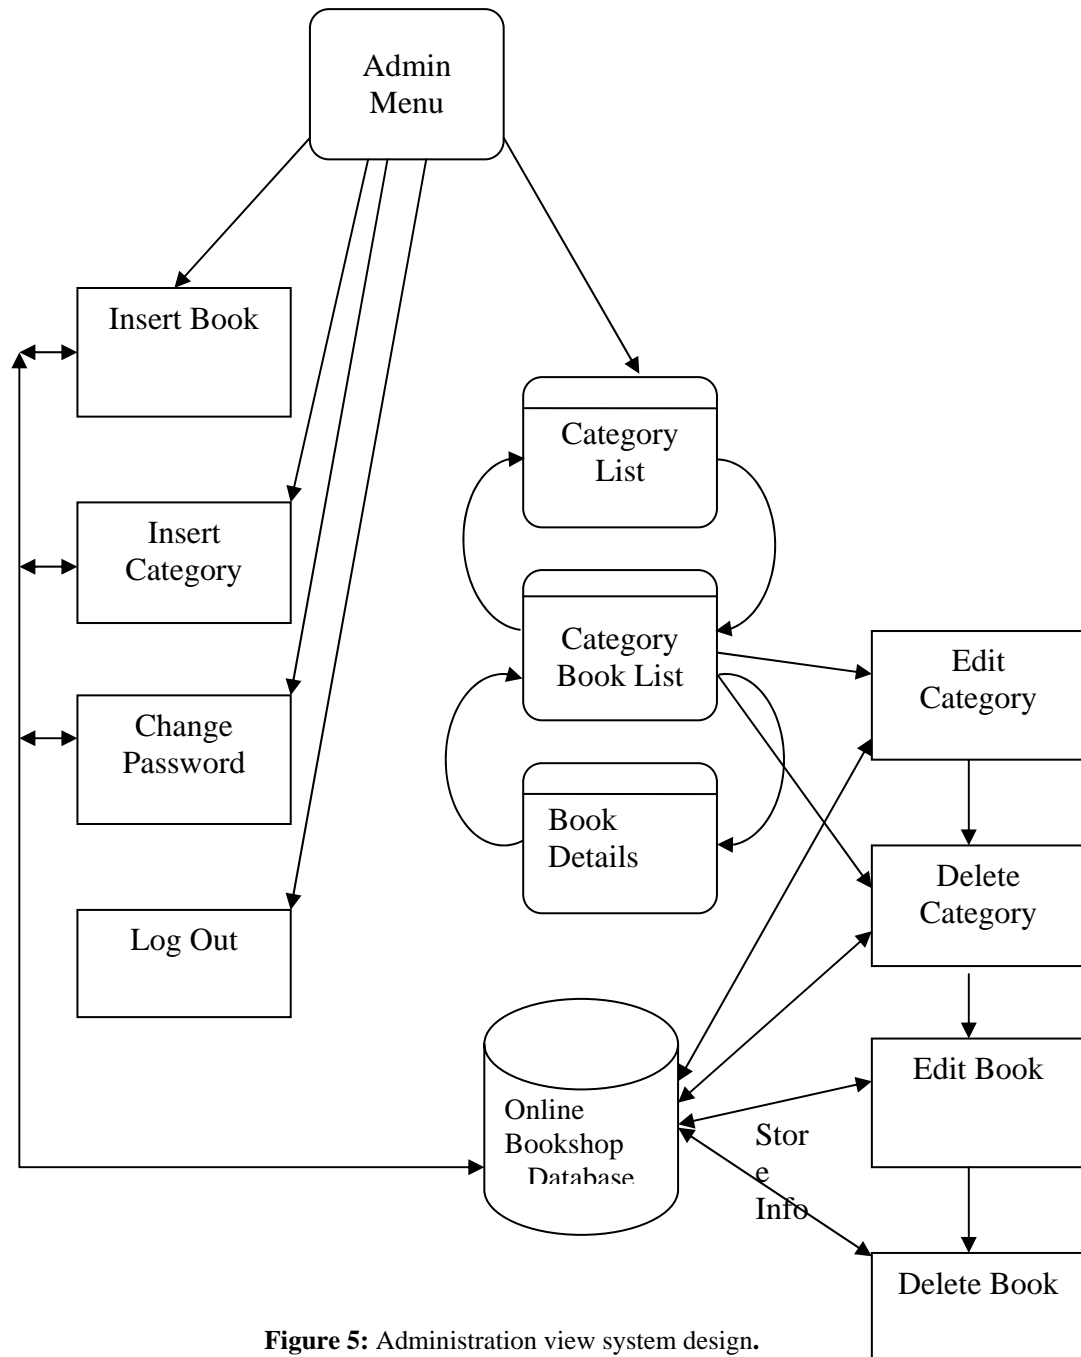 Admin
Menu
Insert Book
Category
List
Insert
Category
Category
Book List
Edit
Category
Change
Password
Book
Details
Delete
Category
Log Out
Edit Book
Online
Bookshop
Database
Stor
e
Info
Delete Book
Figure 5: Administration view system design.